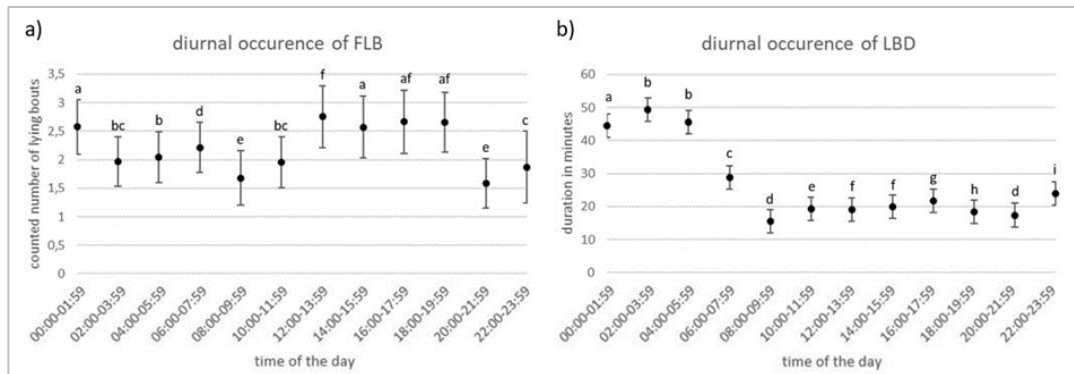 a)
diurnal occurence of FLB
counted number of lying bouts
3,5
3
2,5
2
1,5
1
0,5
0
a
bc
b
d
e
bc
f
a
af
af
e
c
00:00-01:59
02:00-03:59
04:00-05:59
06:00-07:59
08:00-09:59
10:00-11:59
12:00-13:59
14:00-15:59
16:00-17:59
18:00-19:59
20:00-21:59
22:00-23:59
time of the day
b)
diurnal occurence of LBD
duration in minutes
60
50
40
30
20
10
0
a
b
b
c
d
e
f
f
g
h
d
i
00:00-01:59
02:00-03:59
04:00-05:59
06:00-07:59
08:00-09:59
10:00-11:59
12:00-13:59
14:00-15:59
16:00-17:59
18:00-19:59
20:00-21:59
22:00-23:59
time of the day